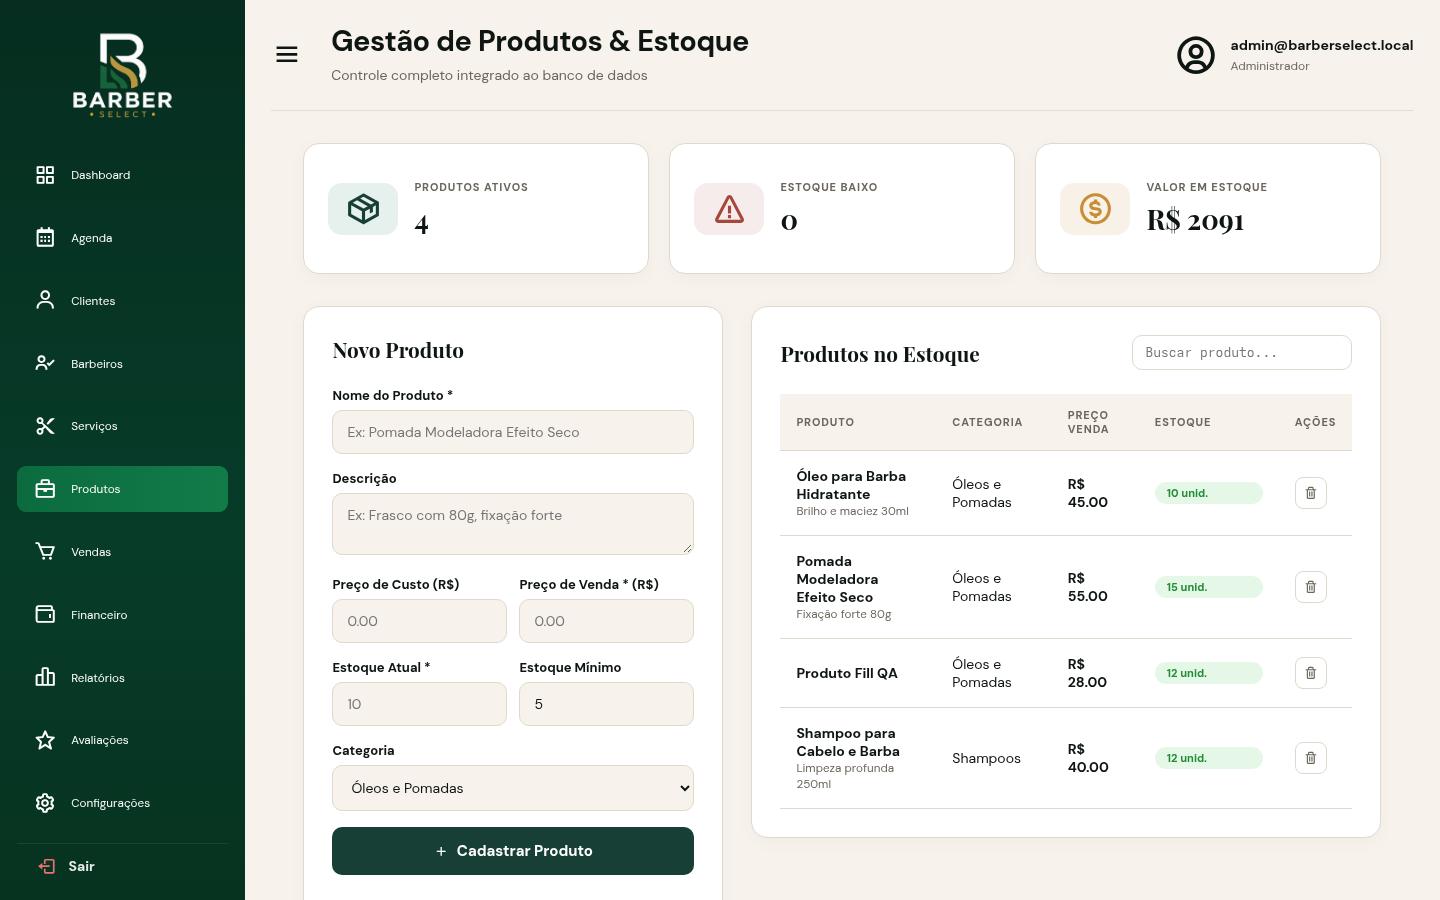 BARBER
• SELECT •
Dashboard
Agenda
Clientes
Barbeiros
Serviços
Produtos
Vendas
Financeiro
Relatórios
Avaliações
Configurações
Sair
Gestão de Produtos & Estoque
Controle completo integrado ao banco de dados
admin@barberselect.local
Administrador
PRODUTOS ATIVOS
4
ESTOQUE BAIXO
0
VALOR EM ESTOQUE
R$ 2091
Novo Produto
Nome do Produto *
Ex: Pomada Modeladora Efeito Seco
Descrição
Ex: Frasco com 80g, fixação forte
Preço de Custo (R$)
Preço de Venda * (R$)
0.00
0.00
Estoque Atual *
Estoque Mínimo
10
5
Categoria
Óleos e Pomadas
+ Cadastrar Produto
Produtos no Estoque
Buscar produto...
PRODUTO
CATEGORIA
PREÇO
VENDA
ESTOQUE
AÇÕES
Óleo para Barba
Hidratante
Brilho e maciez 30ml
Óleos e
Pomadas
R$
45.00
10 unid.
Pomada
Modeladora
Efeito Seco
Fixação forte 80g
Óleos e
Pomadas
R$
55.00
15 unid.
Produto Fill QA
Óleos e
Pomadas
R$
28.00
12 unid.
Shampoo para
Cabelo e Barba
Limpeza profunda
250ml
Shampoos
R$
40.00
12 unid.